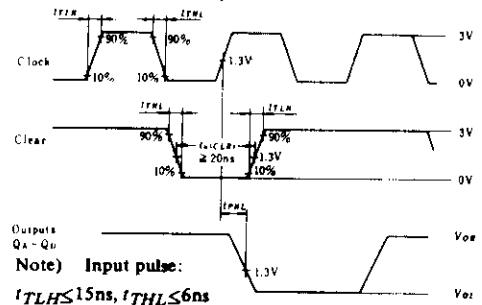 tTLH tTHL
90% 90% 3V
Clock 1.3V
10% 10% 0V
tTHL tTLH
90% tw(CLR) 90% 3V
Clear ≧20ns 1.3V
10% 10% 0V
tPHL
Outputs
QA-QD VOH
1.3V
VOL
Note) Input pulse:
tTLH≤15ns, tTHL≤6ns